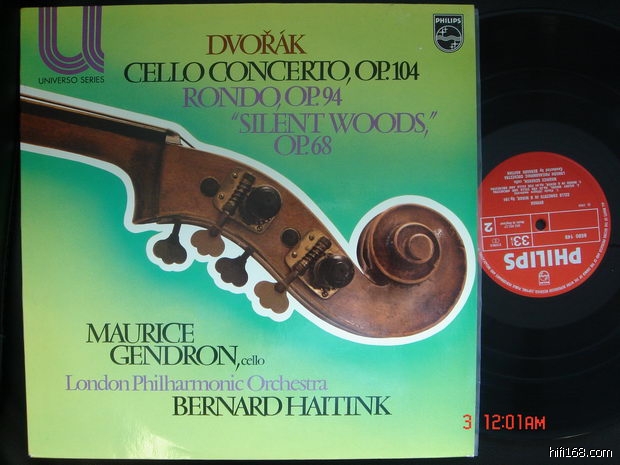 UNIVERSO SERIES
PHILIPS
DVOŘÁK
CELLO CONCERTO, OP.104
RONDO, OP.94
“SILENT WOODS,”
OP.68
MAURICE
GENDRON, cello
London Philharmonic Orchestra
BERNARD HAITINK
PHILIPS
33⅓
2
3 12:01AM
hifi168.com